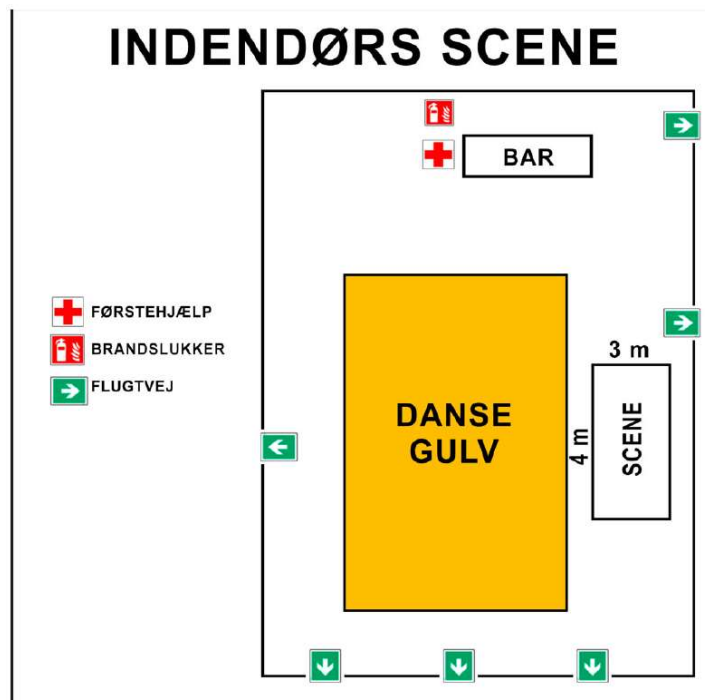 INDENDØRS SCENE
BAR
FØRSTEHJÆLP
BRANDSLUKKER
FLUGTVEJ
3 m
DANSE
GULV
4 m
SCENE